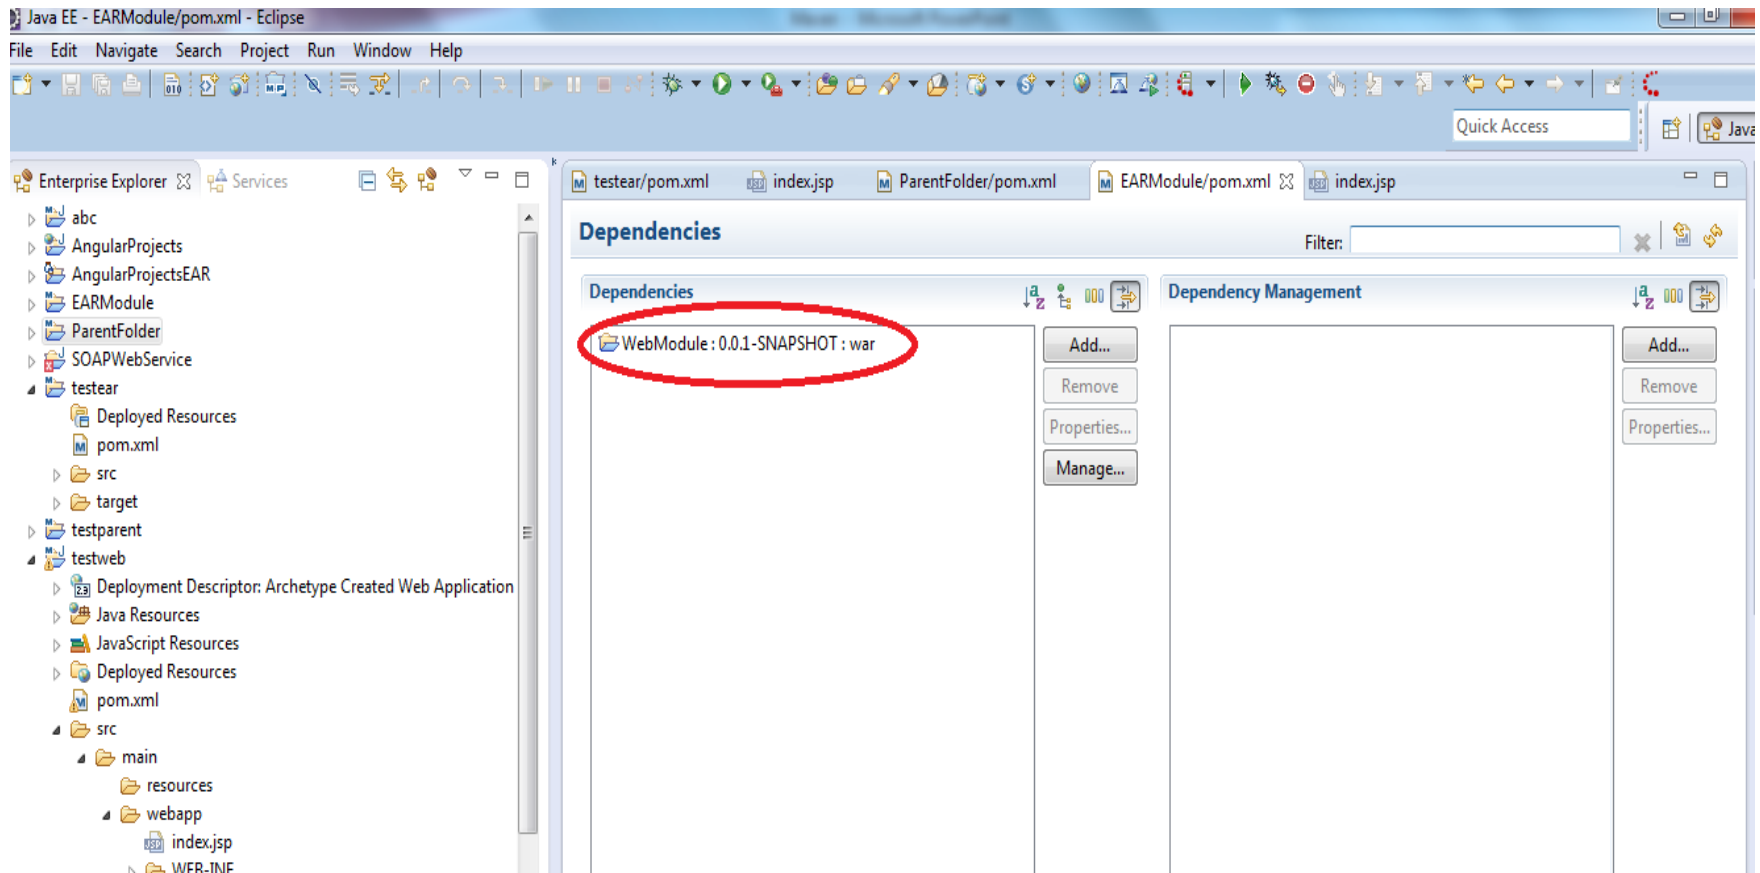 Java EE - EARModule/pom.xml - Eclipse
File Edit Navigate Search Project Run Window Help
Quick Access
Java
Enterprise Explorer Services
testear/pom.xml index.jsp ParentFolder/pom.xml EARModule/pom.xml index.jsp
abc
AngularProjects
AngularProjectsEAR
EARModule
ParentFolder
SOAPWebService
testear
Deployed Resources
pom.xml
src
target
testparent
testweb
Deployment Descriptor: Archetype Created Web Application
Java Resources
JavaScript Resources
Deployed Resources
pom.xml
src
main
resources
webapp
index.jsp
WEB-INF
Dependencies
Filter:
Dependencies
WebModule : 0.0.1-SNAPSHOT : war
Add...
Remove
Properties...
Manage...
Dependency Management
Add...
Remove
Properties...